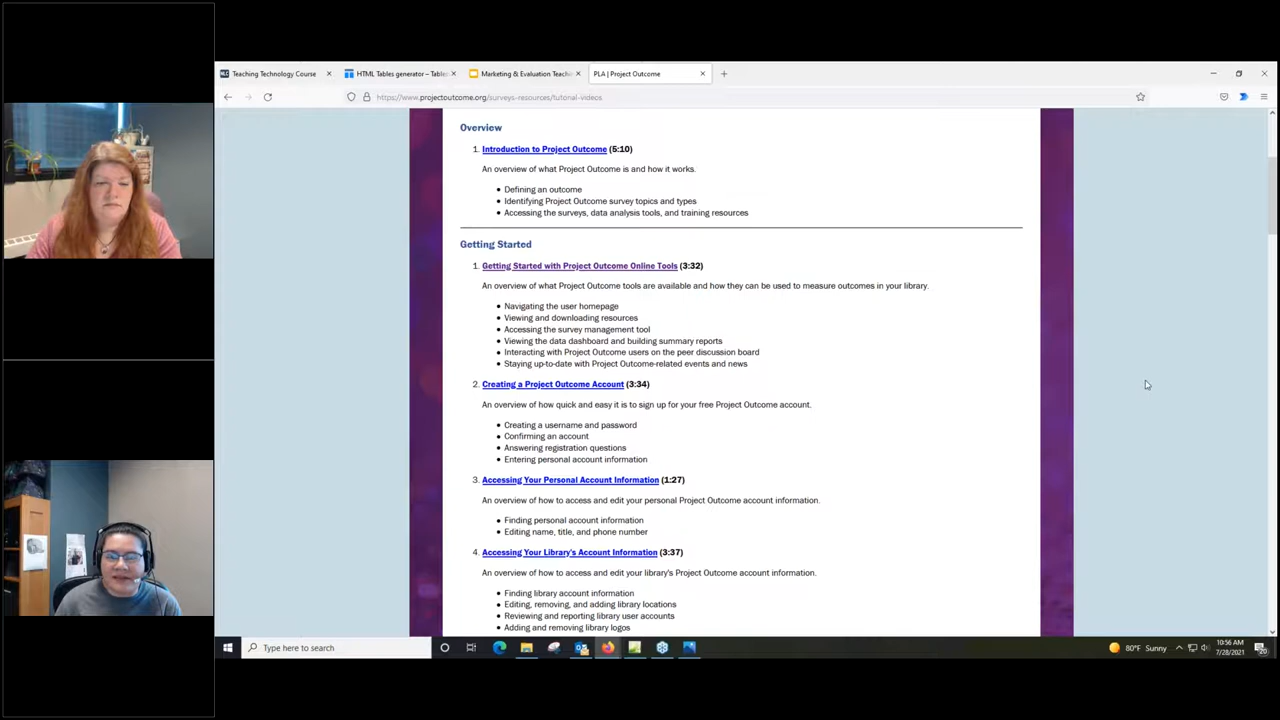 Teaching Technology Course
HTML Tables generator – Tables
Marketing & Evaluation Teachin
PLA | Project Outcome
https://www.projectoutcome.org/surveys-resources/tutorial-videos
Overview
1. Introduction to Project Outcome (5:10)
An overview of what Project Outcome is and how it works.
• Defining an outcome
• Identifying Project Outcome survey topics and types
• Accessing the surveys, data analysis tools, and training resources
Getting Started
1. Getting Started with Project Outcome Online Tools (3:32)
An overview of what Project Outcome tools are available and how they can be used to measure outcomes in your library.
• Navigating the user homepage
• Viewing and downloading resources
• Accessing the survey management tool
• Viewing the data dashboard and building summary reports
• Interacting with Project Outcome users on the peer discussion board
• Staying up-to-date with Project Outcome-related events and news
2. Creating a Project Outcome Account (3:34)
An overview of how quick and easy it is to sign up for your free Project Outcome account.
• Creating a username and password
• Confirming an account
• Answering registration questions
• Entering personal account information
3. Accessing Your Personal Account Information (1:27)
An overview of how to access and edit your personal Project Outcome account information.
• Finding personal account information
• Editing name, title, and phone number
4. Accessing Your Library's Account Information (3:37)
An overview of how to access and edit your library's Project Outcome account information.
• Finding library account information
• Editing, removing, and adding library locations
• Reviewing and reporting library user accounts
• Adding and removing library logos
Type here to search
80°F Sunny
10:56 AM
7/28/2021
20